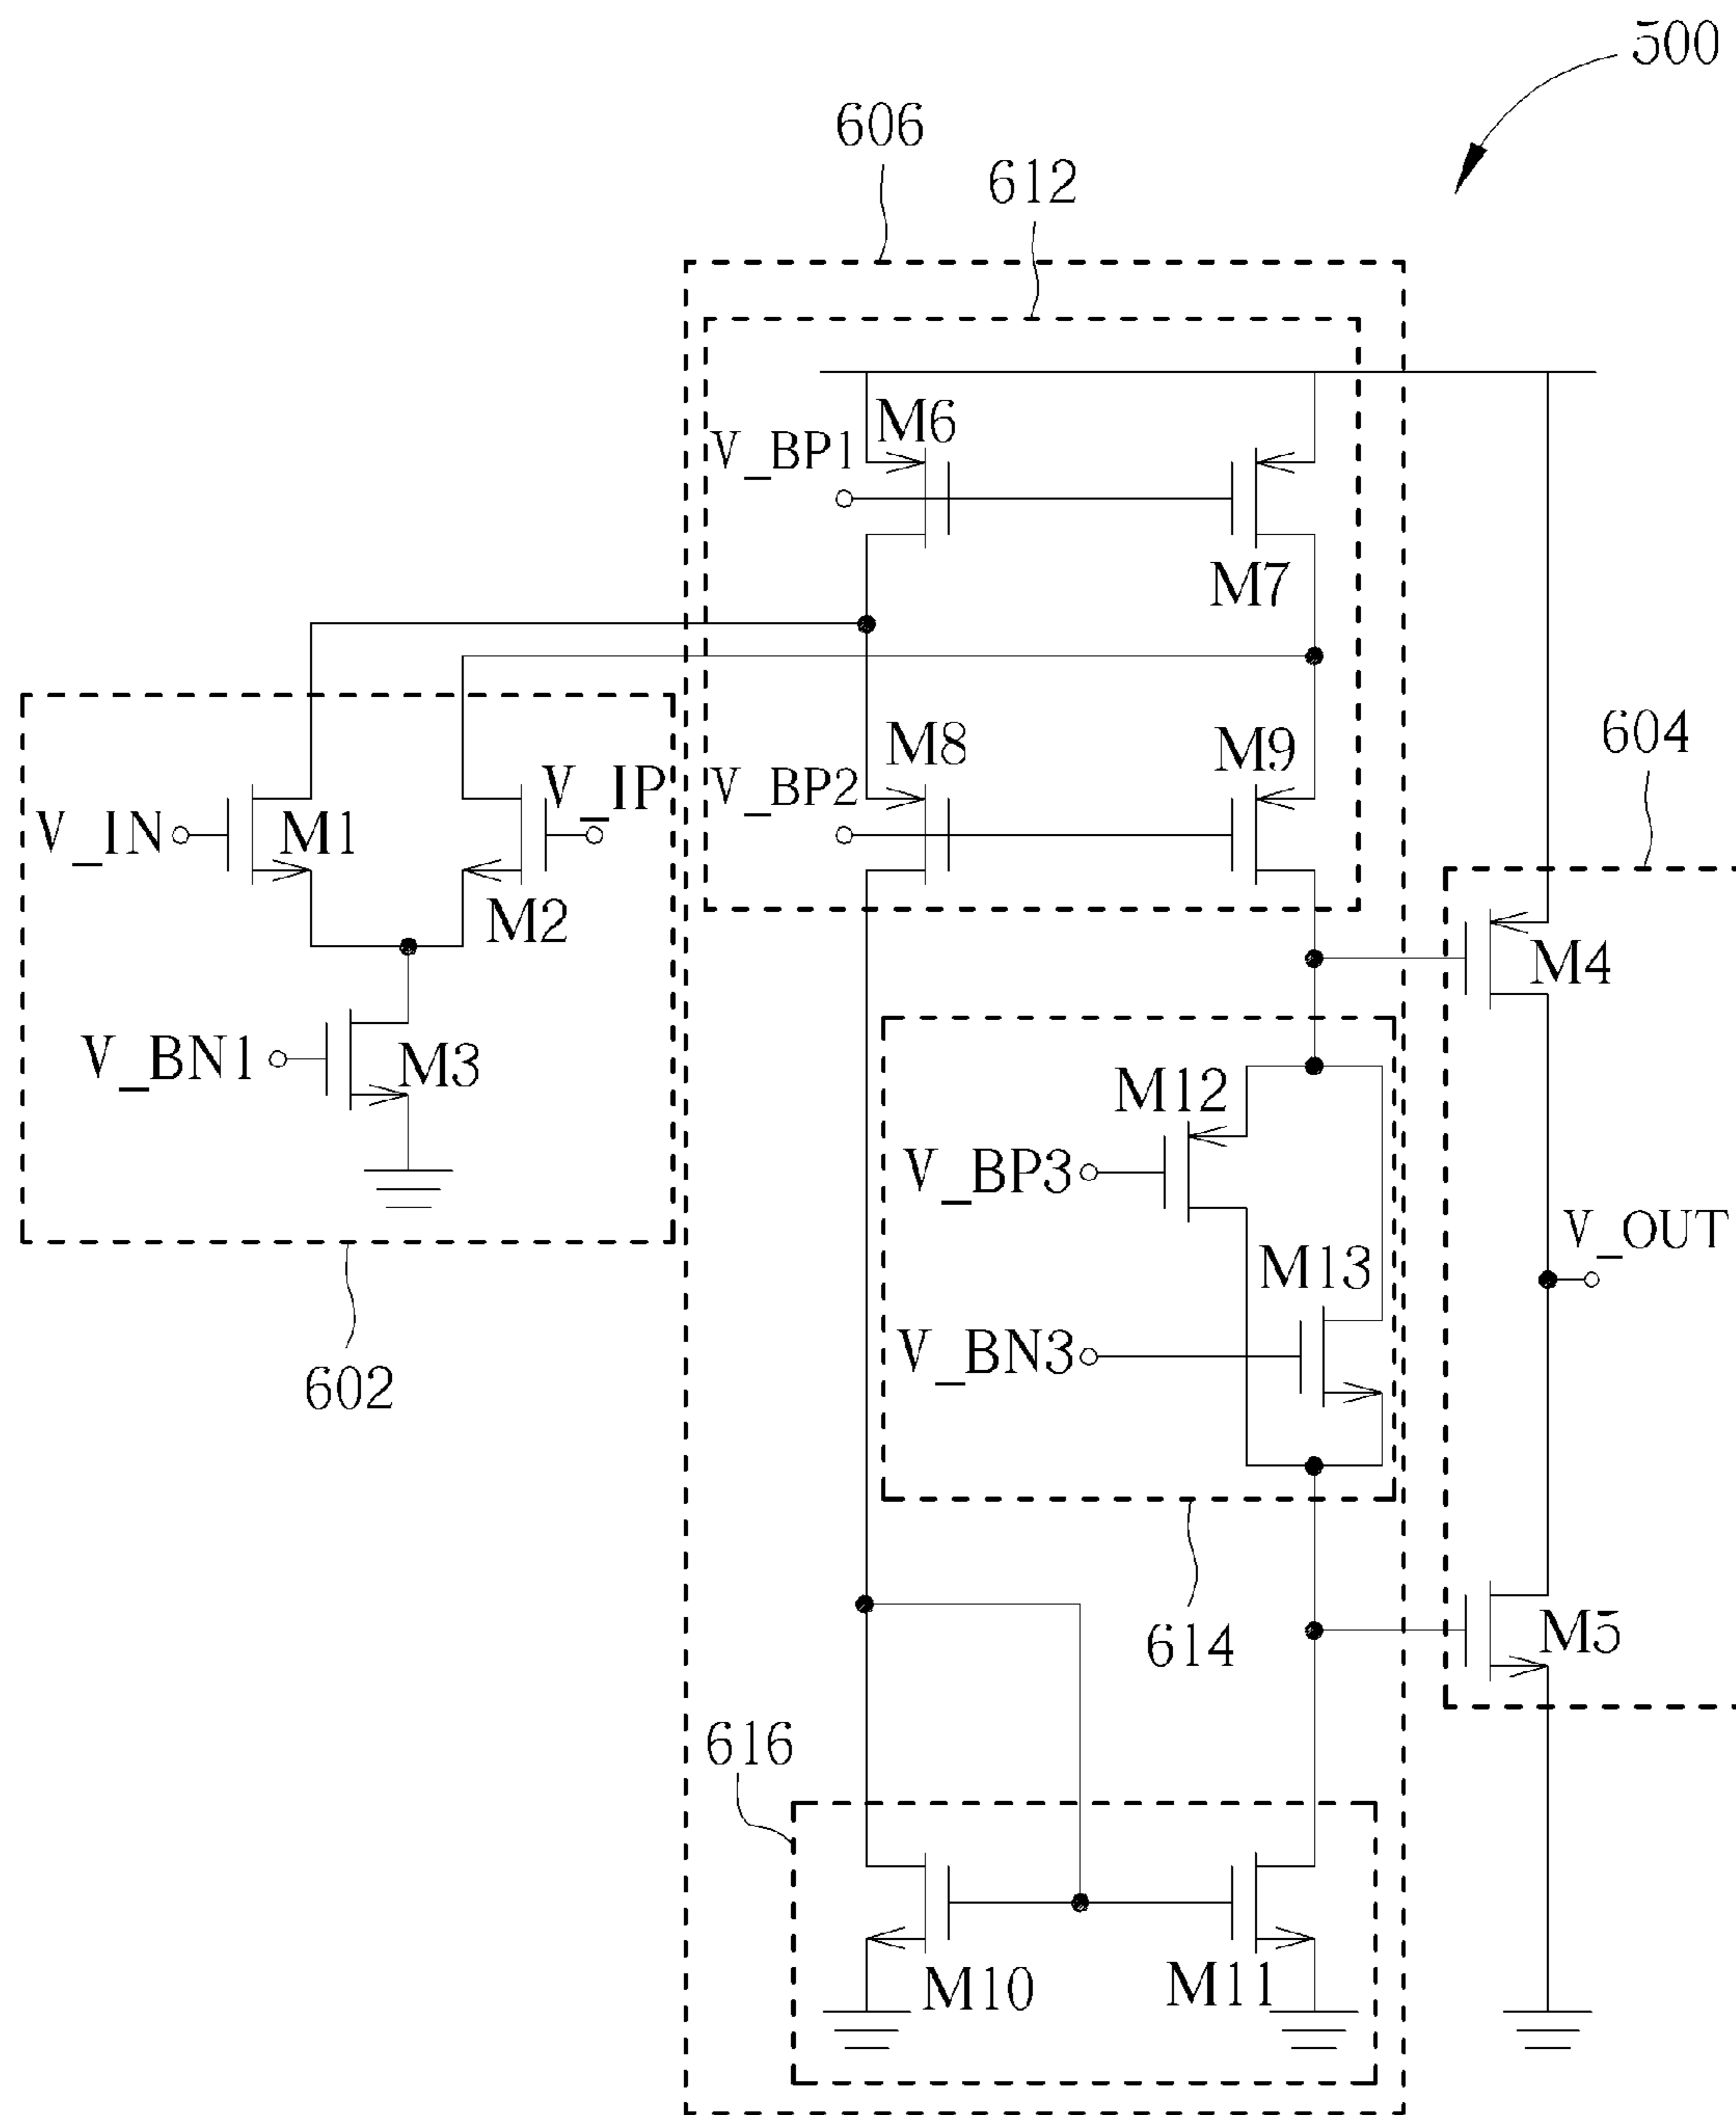 500
606
612
M6
V_BP1
M7
M8
M9
V_BP2
604
V_IN
M1
V_IP
M2
M4
V_BN1
M3
M12
V_BP3
V_OUT
M13
V_BN3
602
614
M5
616
M10
M11